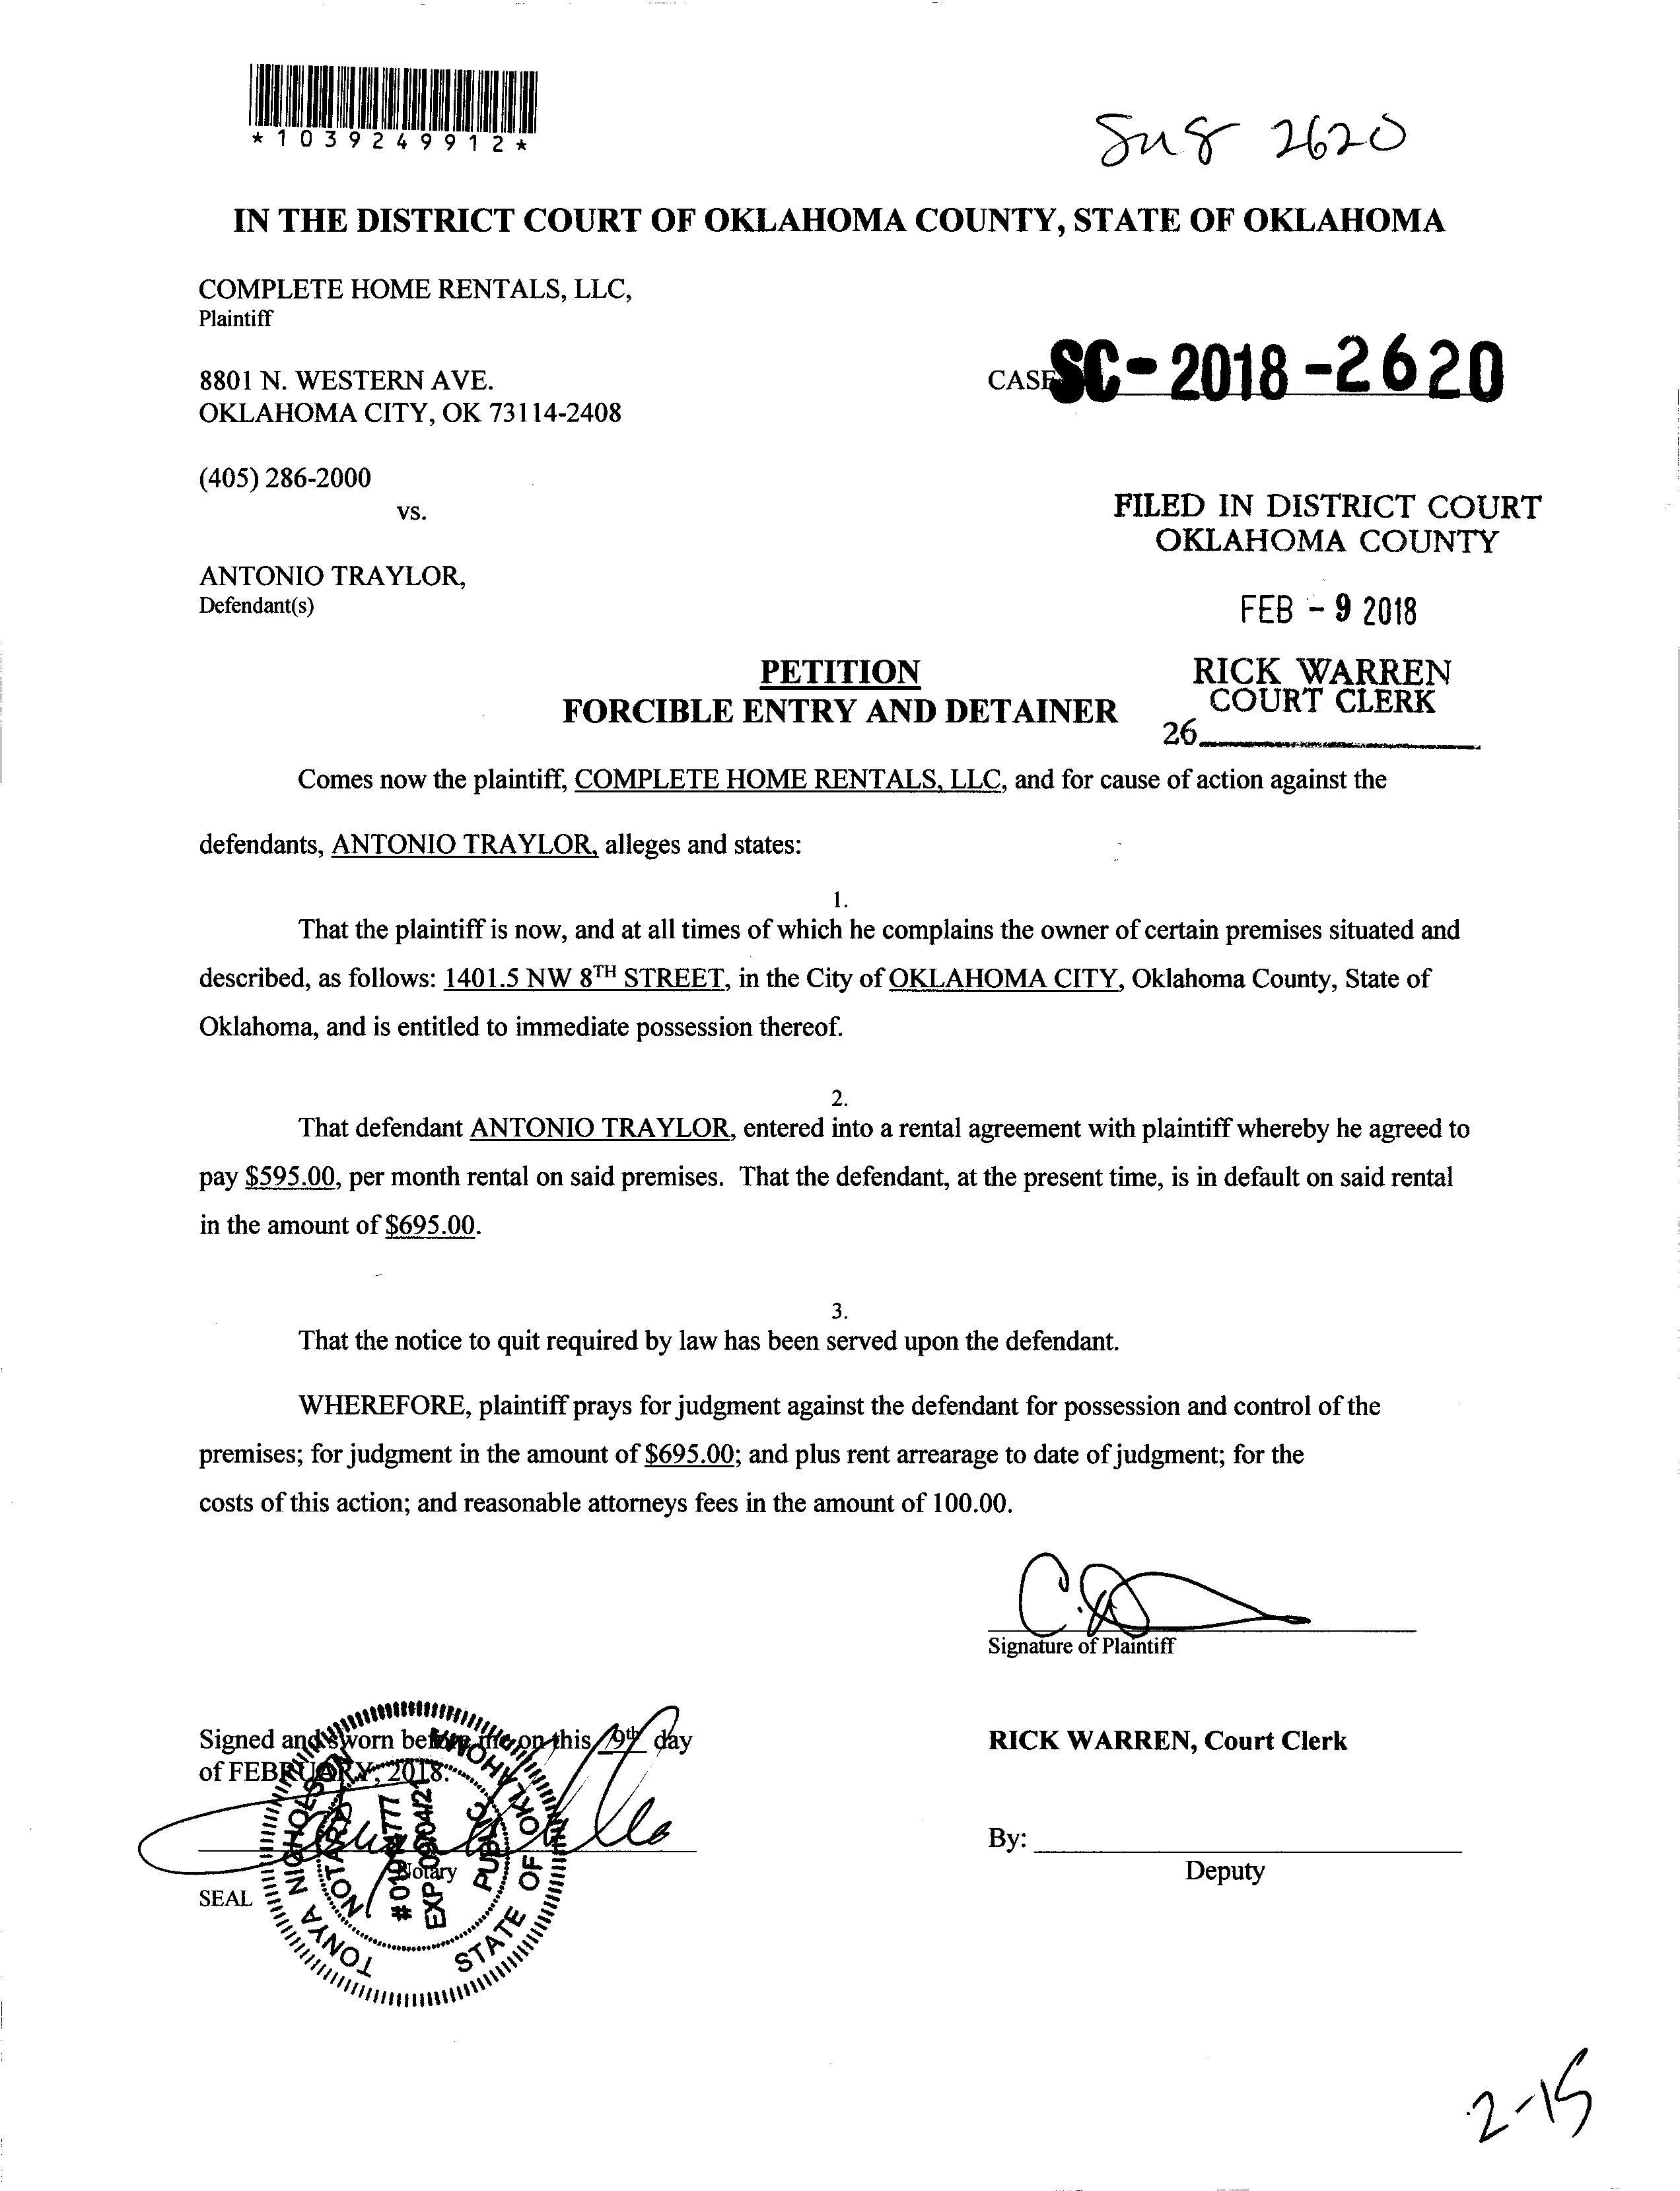 *1039249912*
2620
IN THE DISTRICT COURT OF OKLAHOMA COUNTY, STATE OF OKLAHOMA
COMPLETE HOME RENTALS, LLC,
Plaintiff
8801 N. WESTERN AVE.
OKLAHOMA CITY, OK 73114-2408
CASE SC-2018-2620
(405) 286-2000
vs.
FILED IN DISTRICT COURT
OKLAHOMA COUNTY
ANTONIO TRAYLOR,
Defendant(s)
FEB - 9 2018
RICK WARREN
COURT CLERK
26
PETITION
FORCIBLE ENTRY AND DETAINER
Comes now the plaintiff, COMPLETE HOME RENTALS, LLC, and for cause of action against the
defendants, ANTONIO TRAYLOR, alleges and states:
1.
That the plaintiff is now, and at all times of which he complains the owner of certain premises situated and
described, as follows: 1401.5 NW 8TH STREET, in the City of OKLAHOMA CITY, Oklahoma County, State of
Oklahoma, and is entitled to immediate possession thereof.
2.
That defendant ANTONIO TRAYLOR, entered into a rental agreement with plaintiff whereby he agreed to
pay $595.00, per month rental on said premises. That the defendant, at the present time, is in default on said rental
in the amount of $695.00.
3.
That the notice to quit required by law has been served upon the defendant.
WHEREFORE, plaintiff prays for judgment against the defendant for possession and control of the
premises; for judgment in the amount of $695.00; and plus rent arrearage to date of judgment; for the
costs of this action; and reasonable attorneys fees in the amount of 100.00.
Signature of Plaintiff
Signed and sworn before me on this 9th day
of FEBRUARY, 2018.
RICK WARREN, Court Clerk
By:
Deputy
Notary
SEAL
TONYA NICHOLSON
NOTARY PUBLIC
STATE OF OKLAHOMA
EXP. 09/04/21
2-15